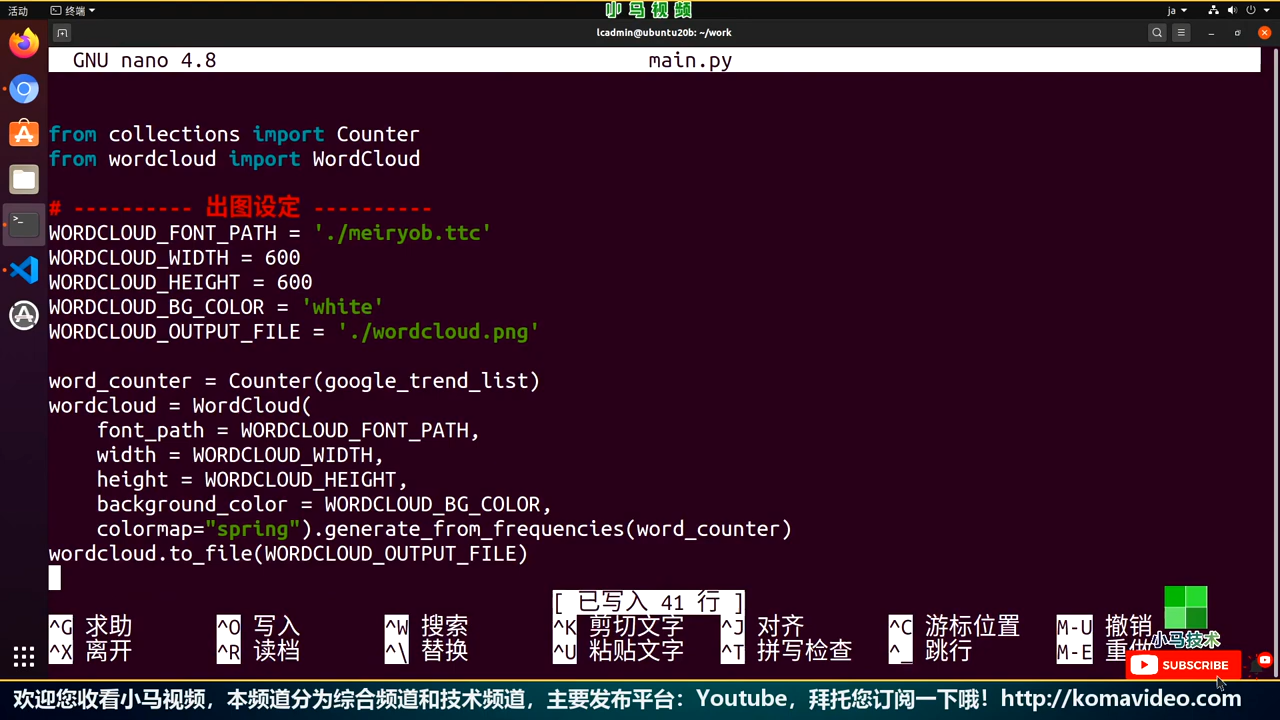 小马视频
活动 终端 ja
lcadmin@ubuntu20b: ~/work
GNU nano 4.8 main.py
from collections import Counter
from wordcloud import WordCloud
# ---------- 出图设定 ----------
WORDCLOUD_FONT_PATH = './meiryob.ttc'
WORDCLOUD_WIDTH = 600
WORDCLOUD_HEIGHT = 600
WORDCLOUD_BG_COLOR = 'white'
WORDCLOUD_OUTPUT_FILE = './wordcloud.png'
word_counter = Counter(google_trend_list)
wordcloud = WordCloud(
    font_path = WORDCLOUD_FONT_PATH,
    width = WORDCLOUD_WIDTH,
    height = WORDCLOUD_HEIGHT,
    background_color = WORDCLOUD_BG_COLOR,
    colormap="spring").generate_from_frequencies(word_counter)
wordcloud.to_file(WORDCLOUD_OUTPUT_FILE)
[ 已写入 41 行 ]
^G 求助 ^O 写入 ^W 搜索 ^K 剪切文字 ^J 对齐 ^C 游标位置 M-U 撤销
^X 离开 ^R 读档 ^\ 替换 ^U 粘贴文字 ^T 拼写检查 ^_ 跳行 M-E 重做
小马技术
SUBSCRIBE
欢迎您收看小马视频，本频道分为综合频道和技术频道，主要发布平台：Youtube，拜托您订阅一下哦！http://komavideo.com